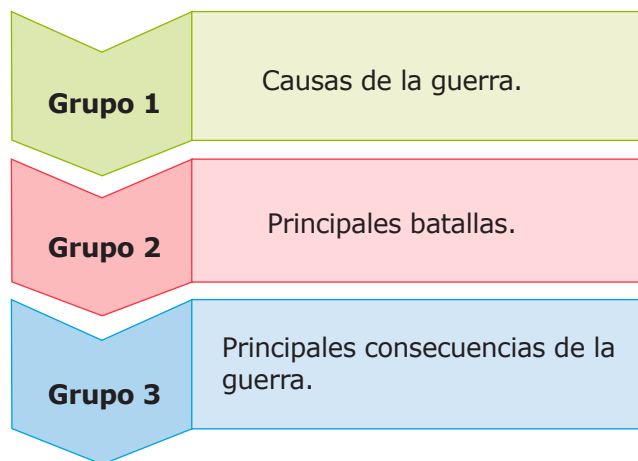 Grupo 1
Causas de la guerra.
Grupo 2
Principales batallas.
Grupo 3
Principales consecuencias de la
guerra.